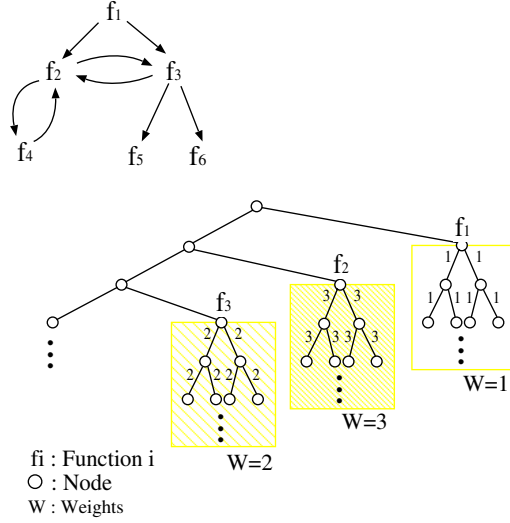 f1
f2 f3
f4 f5 f6
f1
1 1
f2
1 1 1 1
3 3
f3
3 3 3 3
2 2
2 2 2 2
W=1
W=3
W=2
fi : Function i
: Node
W : Weights